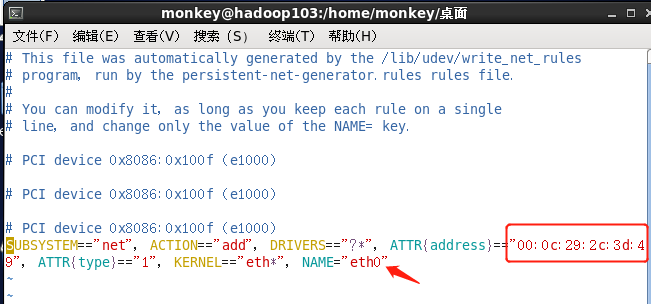 monkey@hadoop103:/home/monkey/桌面
文件(F) 编辑(E) 查看(V) 搜索 (S) 终端(T) 帮助(H)
# This file was automatically generated by the /lib/udev/write_net_rules
# program, run by the persistent-net-generator.rules rules file.
#
# You can modify it, as long as you keep each rule on a single
# line, and change only the value of the NAME= key.
# PCI device 0x8086:0x100f (e1000)
# PCI device 0x8086:0x100f (e1000)
# PCI device 0x8086:0x100f (e1000)
SUBSYSTEM=="net", ACTION=="add", DRIVERS=="?*", ATTR{address}=="00:0c:29:2c:3d:4
9", ATTR{type}=="1", KERNEL=="eth*", NAME="eth0"
~
~